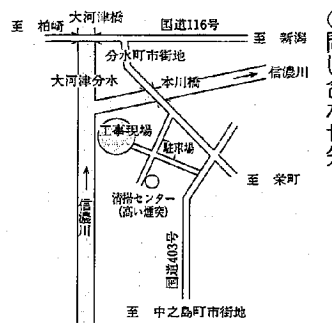 大河津橋
国道116号
至 柏崎
至 新潟
分水町市街地
大河津分水
本川橋
信濃川
工事現場
駐車場
至 栄町
清掃センター
(高い煙突)
信濃川
国道403号
至 中之島町市街地